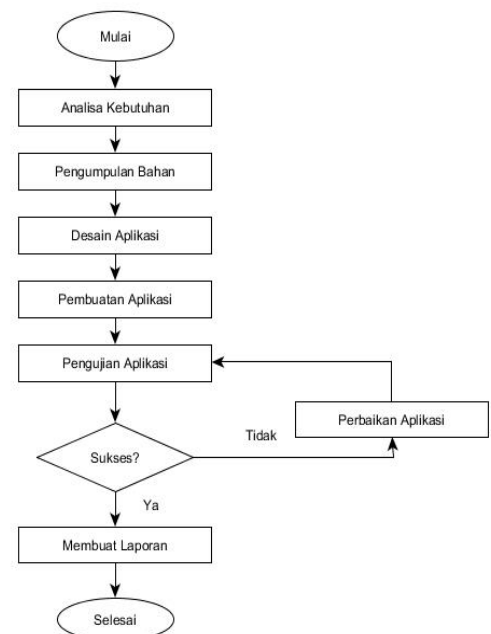 Mulai
Analisa Kebutuhan
Pengumpulan Bahan
Desain Aplikasi
Pembuatan Aplikasi
Pengujian Aplikasi
Perbaikan Aplikasi
Tidak
Sukses?
Ya
Membuat Laporan
Selesai